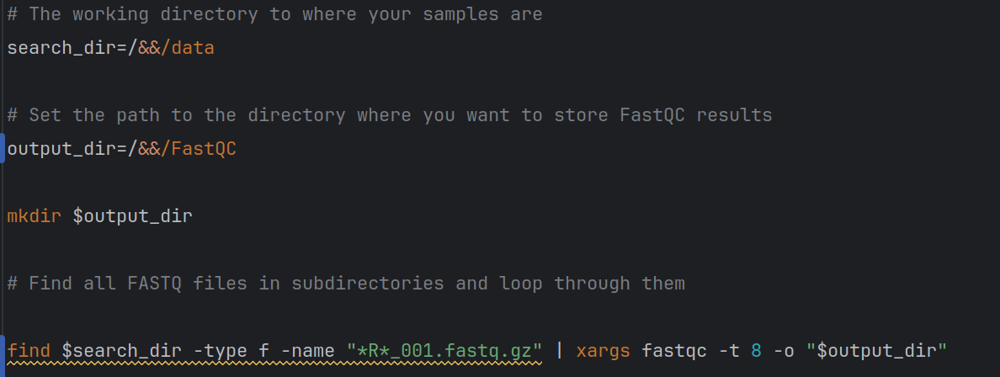 # The working directory to where your samples are
search_dir=/&&/data
# Set the path to the directory where you want to store FastQC results
output_dir=/&&/FastQC
mkdir $output_dir
# Find all FASTQ files in subdirectories and loop through them
find $search_dir -type f -name "*R*_001.fastq.gz" | xargs fastqc -t 8 -o "$output_dir"